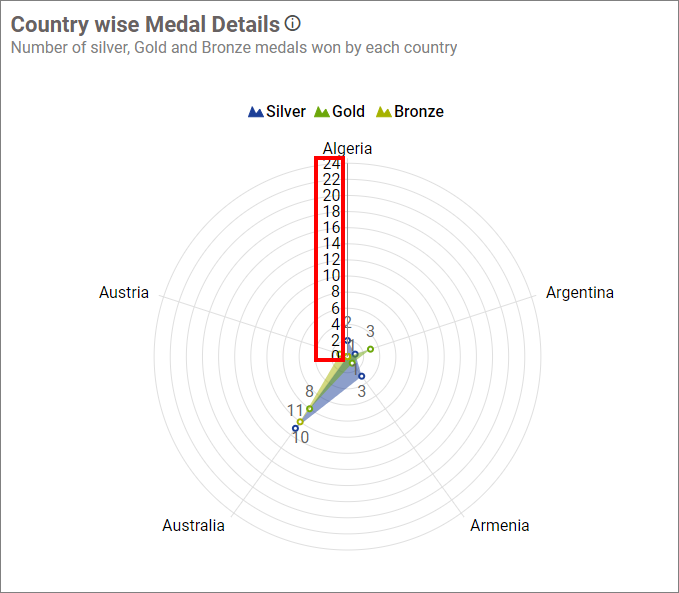 Country wise Medal Details
Number of silver, Gold and Bronze medals won by each country
Silver Gold Bronze
Algeria
24
22
20
18
16
14
12
10
8
6
4
2
0
Austria
Argentina
2
3
1
1
3
8
11
10
Australia
Armenia